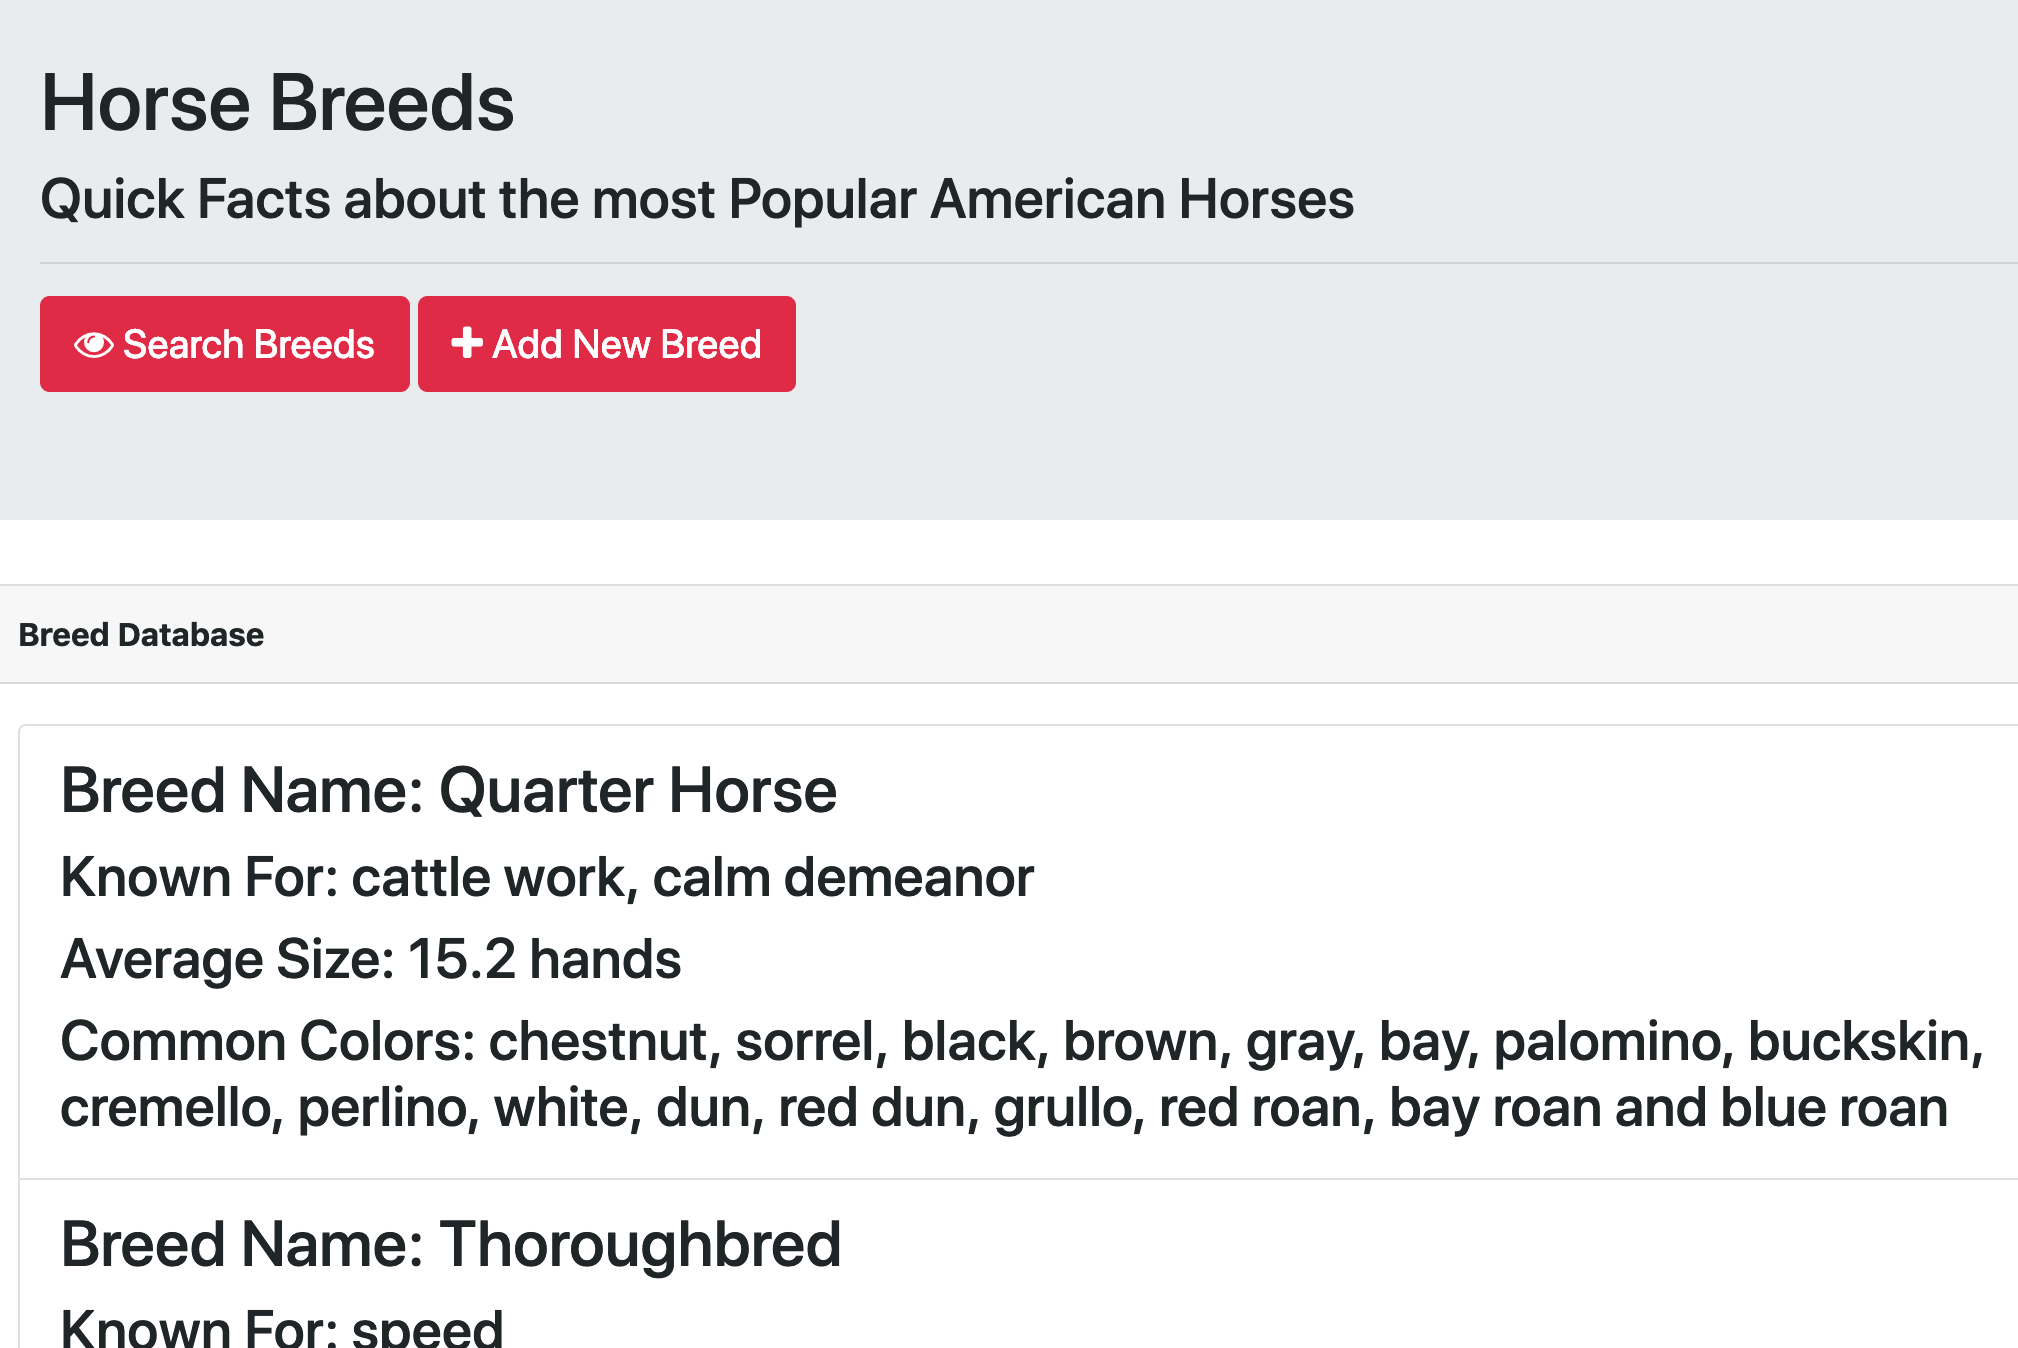 Horse Breeds
Quick Facts about the most Popular American Horses
Search Breeds
Add New Breed
Breed Database
Breed Name: Quarter Horse
Known For: cattle work, calm demeanor
Average Size: 15.2 hands
Common Colors: chestnut, sorrel, black, brown, gray, bay, palomino, buckskin,
cremello, perlino, white, dun, red dun, grullo, red roan, bay roan and blue roan
Breed Name: Thoroughbred
Known For: speed